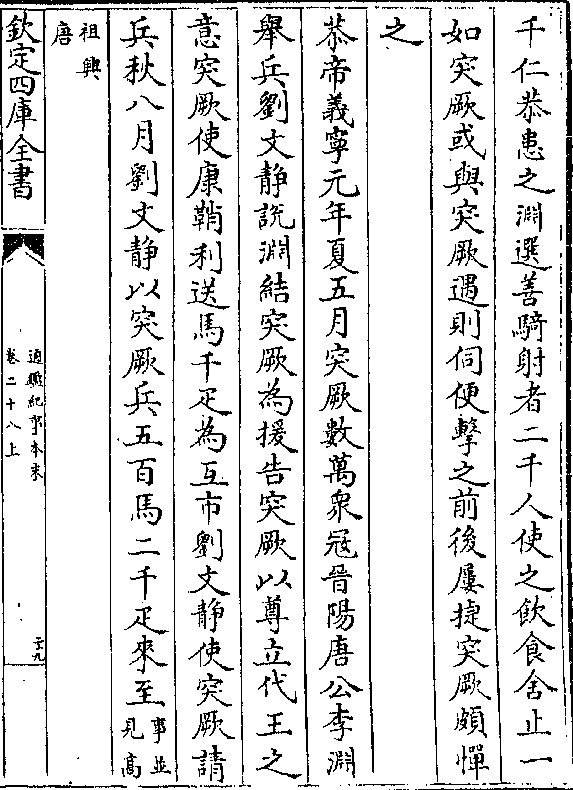 千仁恭患之淵選善騎射者二千人使之飲食舍止一
如突厥或與突厥遇則伺便擊之前後屢捷突厥頗憚
之
恭帝義寧元年夏五月突厥數萬衆寇晉陽唐公李淵
舉兵劉文静說淵結突厥為援告突厥以尊立代王之
意突厥使康鞘利送馬千疋為互市劉文静使突厥請
兵秋八月劉文静以突厥兵五百馬二千疋來至事並
見高
祖興
唐
欽定四庫全書
通鑑紀事本末
卷二十八上
二十九